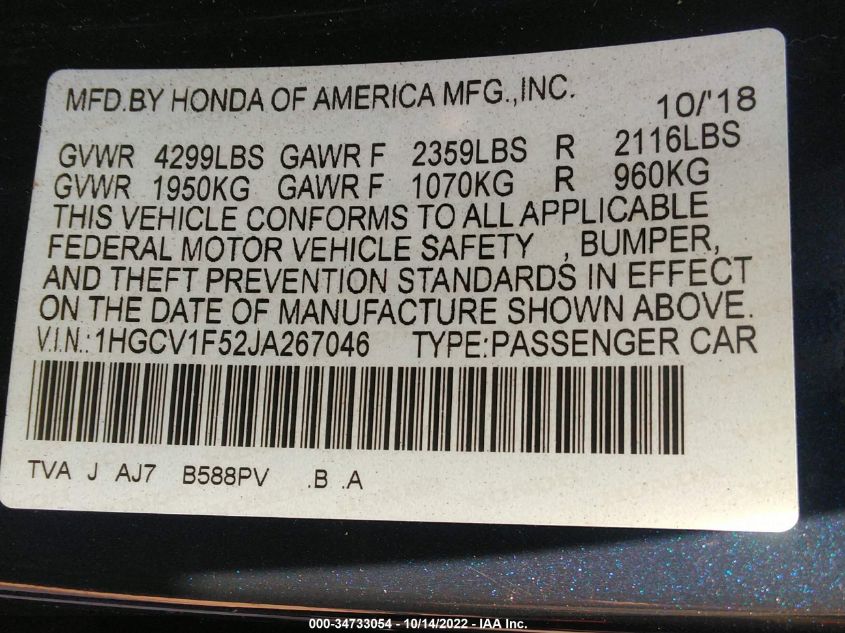 MFD.BY HONDA OF AMERICA MFG.,INC. 10/'18
GVWR 4299LBS GAWR F 2359LBS R 2116LBS
GVWR 1950KG GAWR F 1070KG R 960KG
THIS VEHICLE CONFORMS TO ALL APPLICABLE
FEDERAL MOTOR VEHICLE SAFETY , BUMPER,
AND THEFT PREVENTION STANDARDS IN EFFECT
ON THE DATE OF MANUFACTURE SHOWN ABOVE.
V.I.N.:1HGCV1F52JA267046 TYPE:PASSENGER CAR
TVA J AJ7 B588PV .B .A
000-34733054 - 10/14/2022 - IAA Inc.